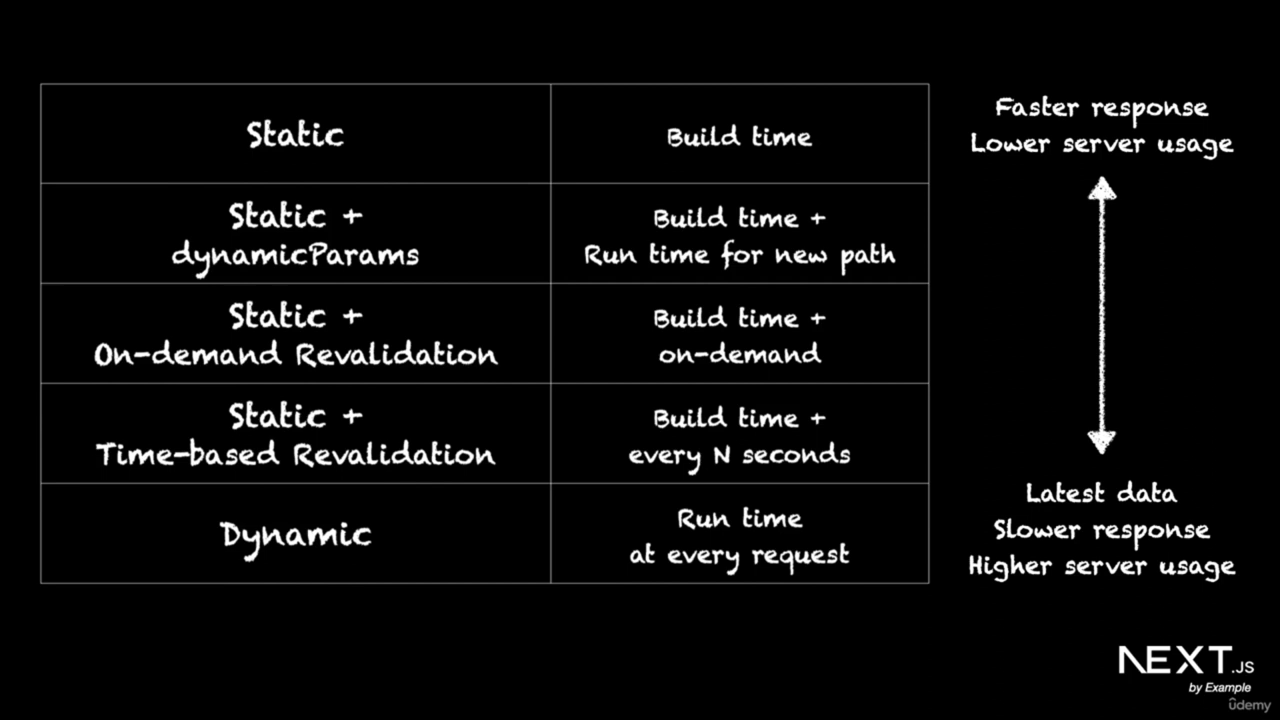 Static
Build time
Static +
dynamicParams
Build time +
Run time for new path
Static +
On-demand Revalidation
Build time +
on-demand
Static +
Time-based Revalidation
Build time +
every N seconds
Dynamic
Run time
at every request
Faster response
Lower server usage
Latest data
Slower response
Higher server usage
NEXT.JS
by Example
ûdemy